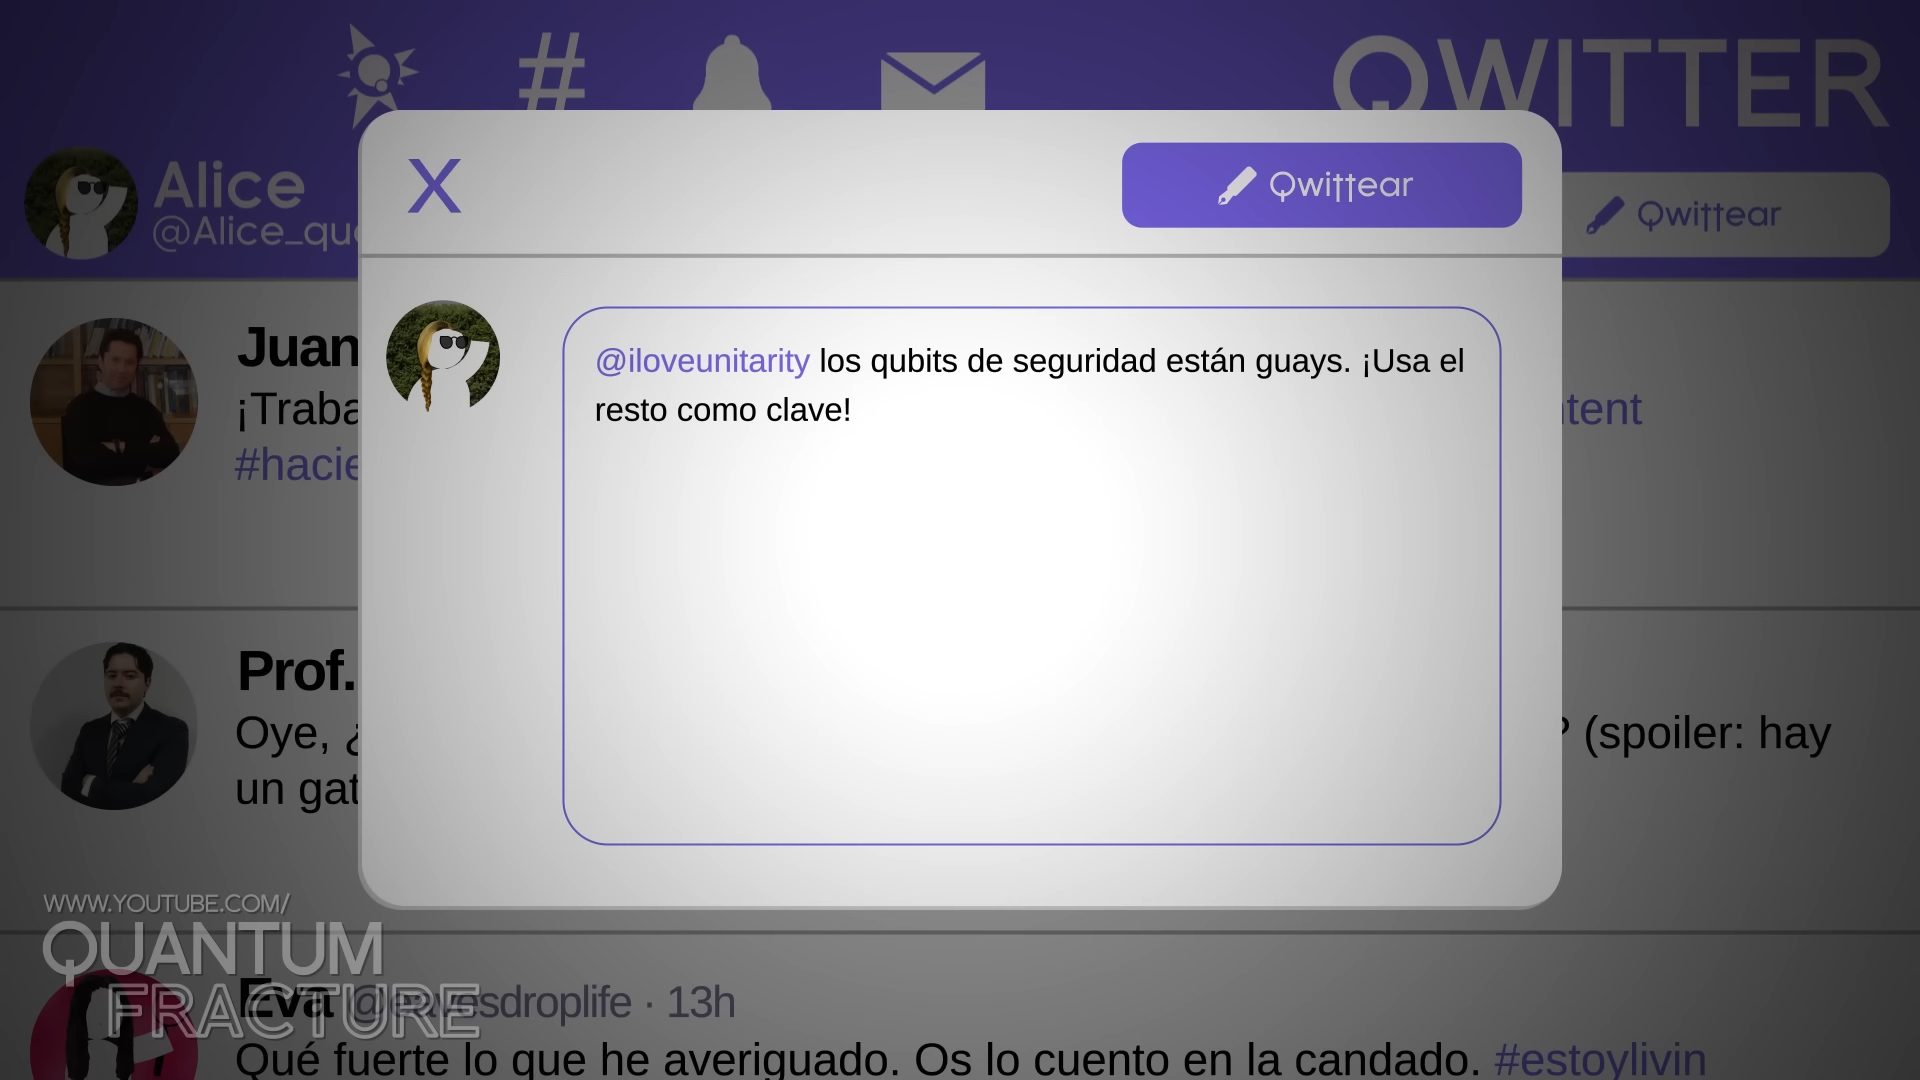 #
QWITTER
Alice
@Alice_que
X
Qwittear
Qwittear
@iloveunitarity los qubits de seguridad están guays. ¡Usa el
resto como clave!
Juan
¡Traba
ntent
#hacie
Prof.
Oye, ¿
? (spoiler: hay
un gat
WWW.YOUTUBE.COM/
QUANTUM
FRACTURE
Eva @eavesdroplife · 13h
Qué fuerte lo que he averiguado. Os lo cuento en la candado. #estoylivin